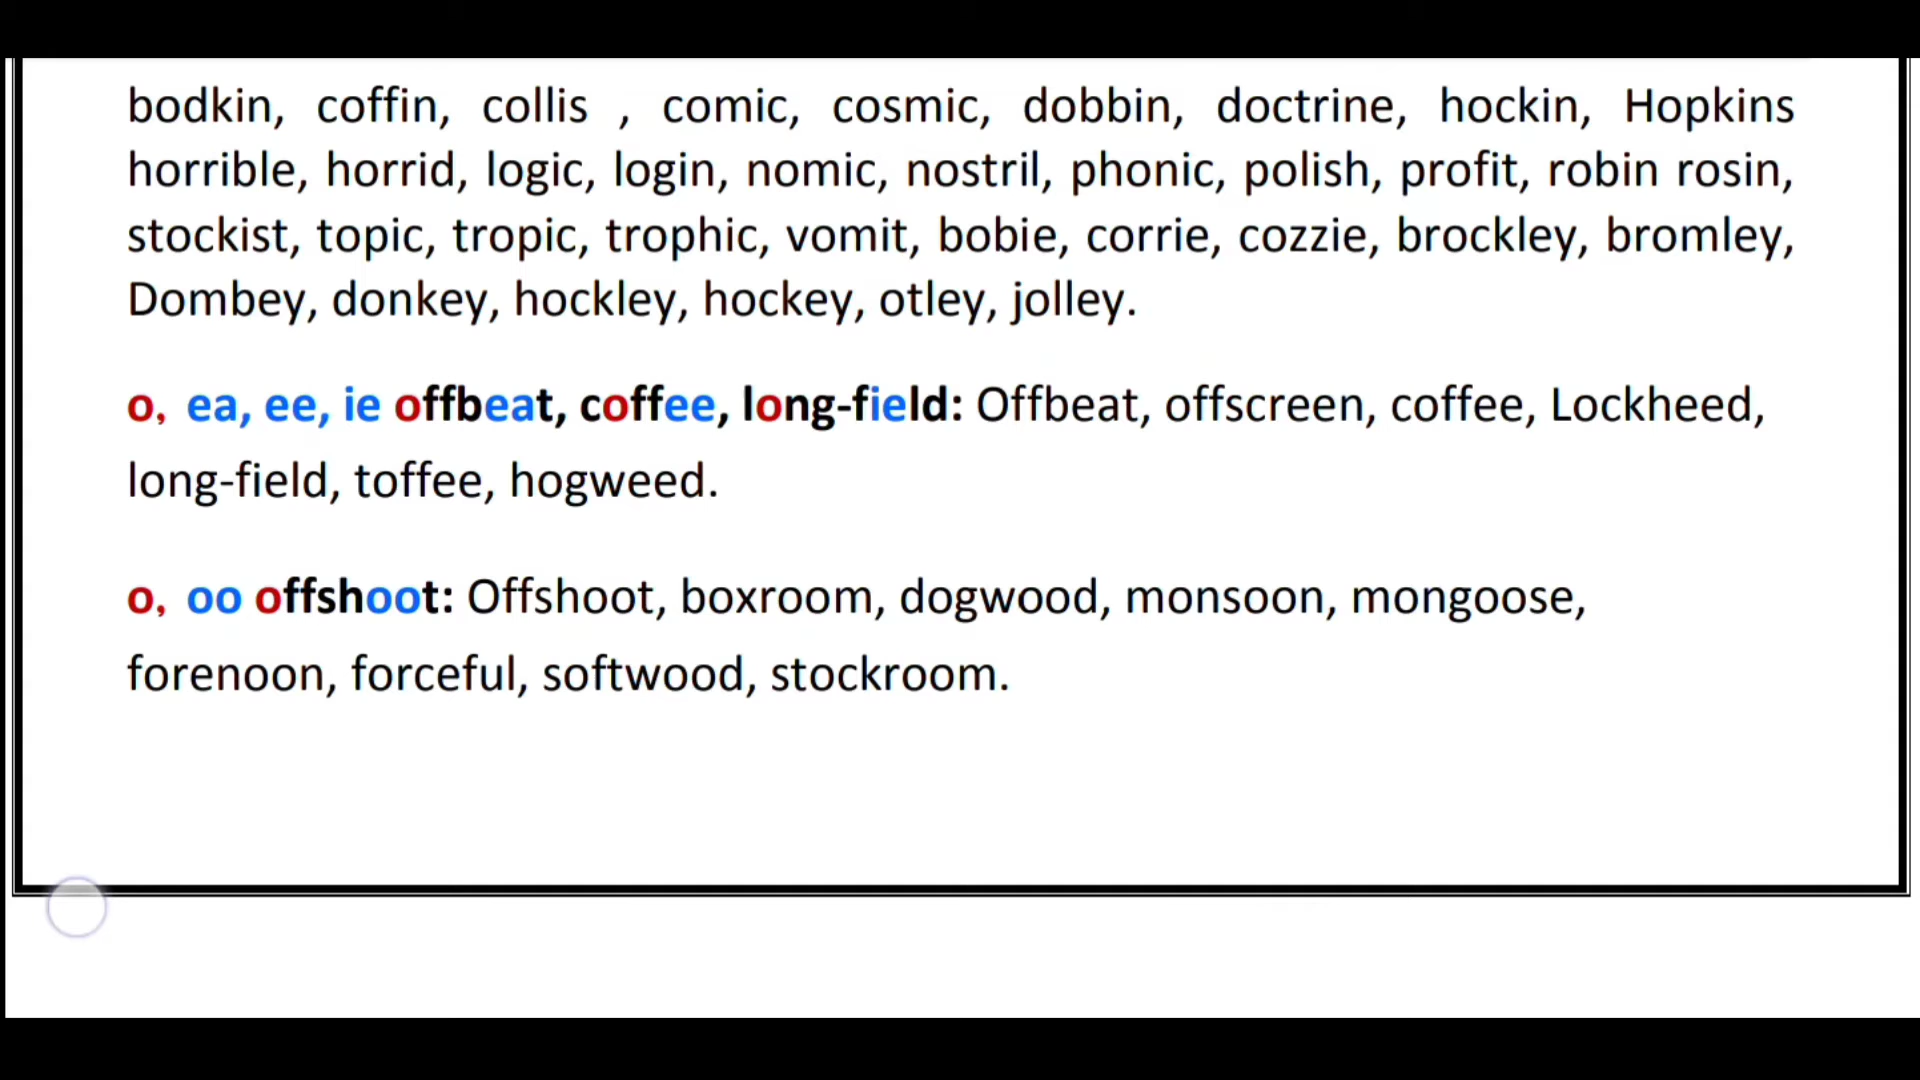 bodkin, coffin, collis , comic, cosmic, dobbin, doctrine, hockin, Hopkins
horrible, horrid, logic, login, nomic, nostril, phonic, polish, profit, robin rosin,
stockist, topic, tropic, trophic, vomit, bobie, corrie, cozzie, brockley, bromley,
Dombey, donkey, hockley, hockey, otley, jolley.
o, ea, ee, ie offbeat, coffee, long-field: Offbeat, offscreen, coffee, Lockheed,
long-field, toffee, hogweed.
o, oo offshoot: Offshoot, boxroom, dogwood, monsoon, mongoose,
forenoon, forceful, softwood, stockroom.